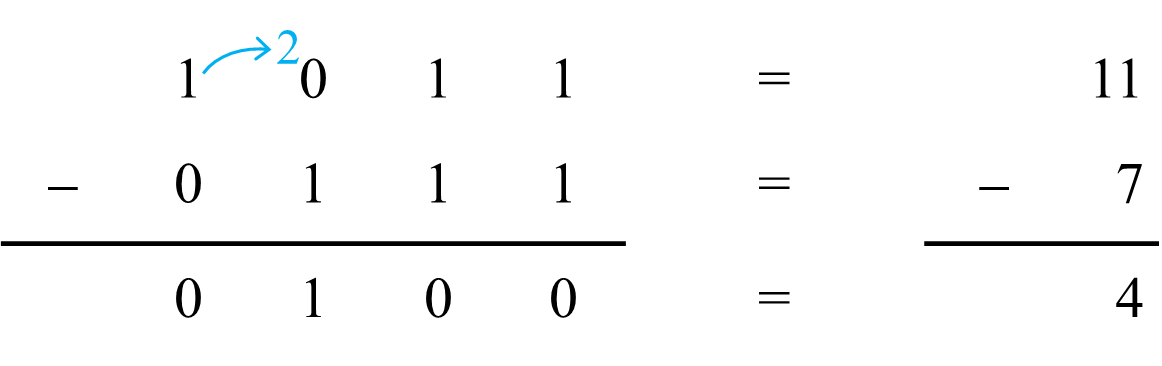 1 2 0 1 1 = 11
– 0 1 1 1 = – 7
0 1 0 0 = 4